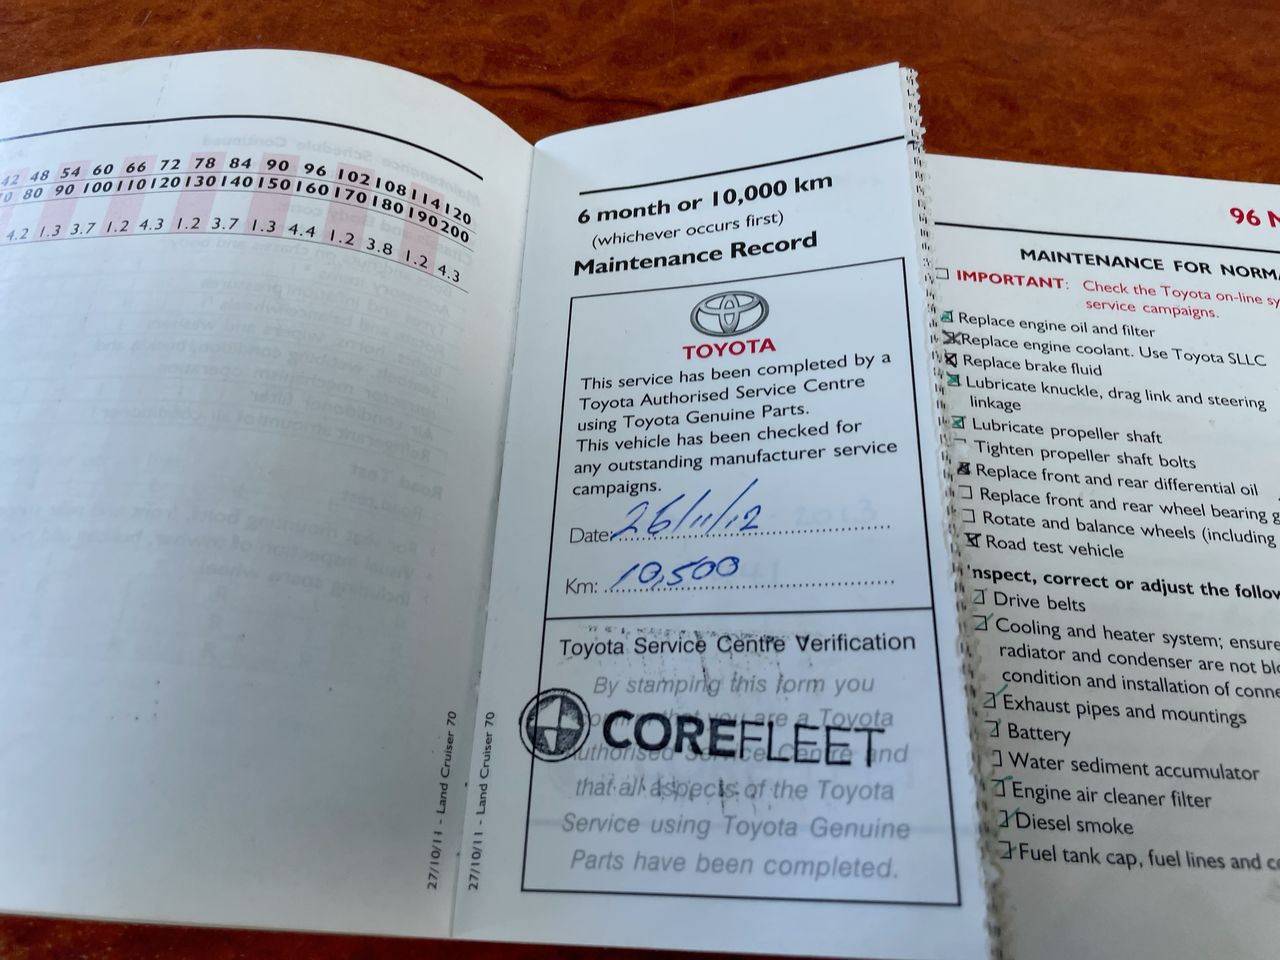 42 48 54 60 66 72 78 84 90 96 102 108 114 120
80 90 100 110 120 130 140 150 160 170 180 190 200
4.2 1.3 3.7 1.2 4.3 1.2 3.7 1.3 4.4 1.2 3.8 1.2 4.3
27/10/11 - Land Cruiser 70
27/10/11 - Land Cruiser 70
6 month or 10,000 km
(whichever occurs first)
Maintenance Record
TOYOTA
This service has been completed by a
Toyota Authorised Service Centre
using Toyota Genuine Parts.
This vehicle has been checked for
any outstanding manufacturer service
campaigns.
Date: 26/11/12
Km: 10,500
Toyota Service Centre Verification
By stamping this form you
that you are a Toyota
COREFLEET
Authorised Service Centre and
that all aspects of the Toyota
Service using Toyota Genuine
Parts have been completed.
96
MAINTENANCE FOR
IMPORTANT: Check the Toyota on-line
service campaigns.
Replace engine oil and filter
Replace engine coolant. Use Toyota SLLC
Replace brake fluid
Lubricate knuckle, drag link and steering
linkage
Lubricate propeller shaft
Tighten propeller shaft bolts
Replace front and rear differential oil
Replace front and rear wheel bearing
Rotate and balance wheels (including
Road test vehicle
Inspect, correct or adjust the
Drive belts
Cooling and heater system; ensure
radiator and condenser are not
condition and installation of
Exhaust pipes and mountings
Battery
Water sediment accumulator
Engine air cleaner filter
Diesel smoke
Fuel tank cap, fuel lines and